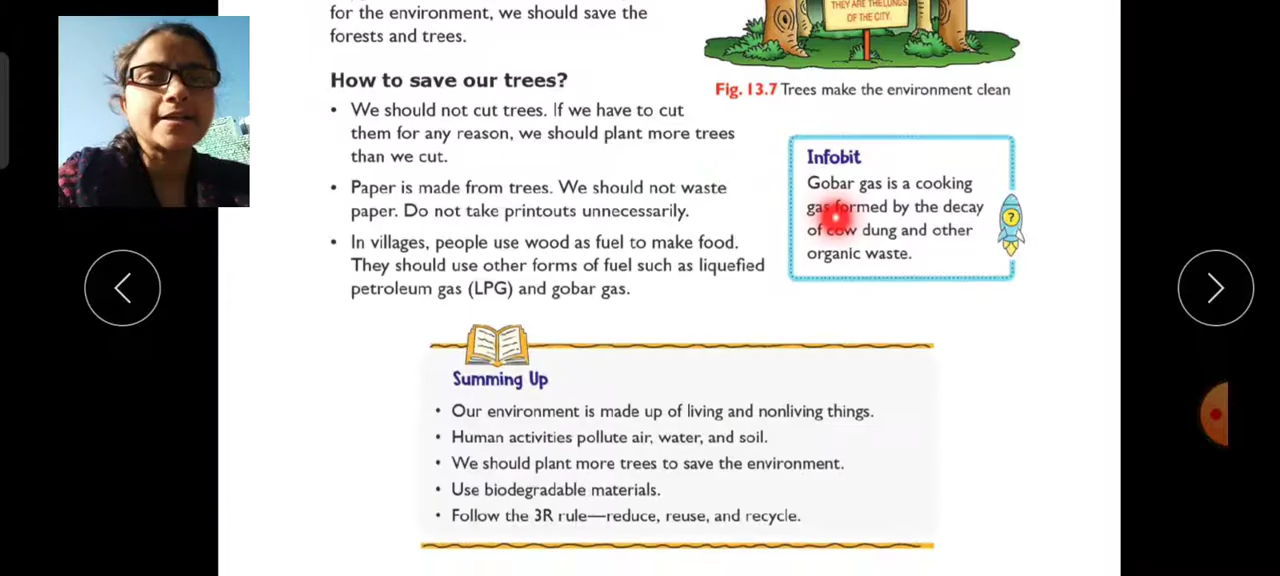 for the environment, we should save the
forests and trees.
THEY ARE THE LUNGS
OF THE CITY.
Fig. 13.7 Trees make the environment clean
How to save our trees?
• We should not cut trees. If we have to cut
them for any reason, we should plant more trees
than we cut.
• Paper is made from trees. We should not waste
paper. Do not take printouts unnecessarily.
• In villages, people use wood as fuel to make food.
They should use other forms of fuel such as liquefied
petroleum gas (LPG) and gobar gas.
Infobit
Gobar gas is a cooking
gas formed by the decay
of cow dung and other
organic waste.
?
Summing Up
• Our environment is made up of living and nonliving things.
• Human activities pollute air, water, and soil.
• We should plant more trees to save the environment.
• Use biodegradable materials.
• Follow the 3R rule—reduce, reuse, and recycle.